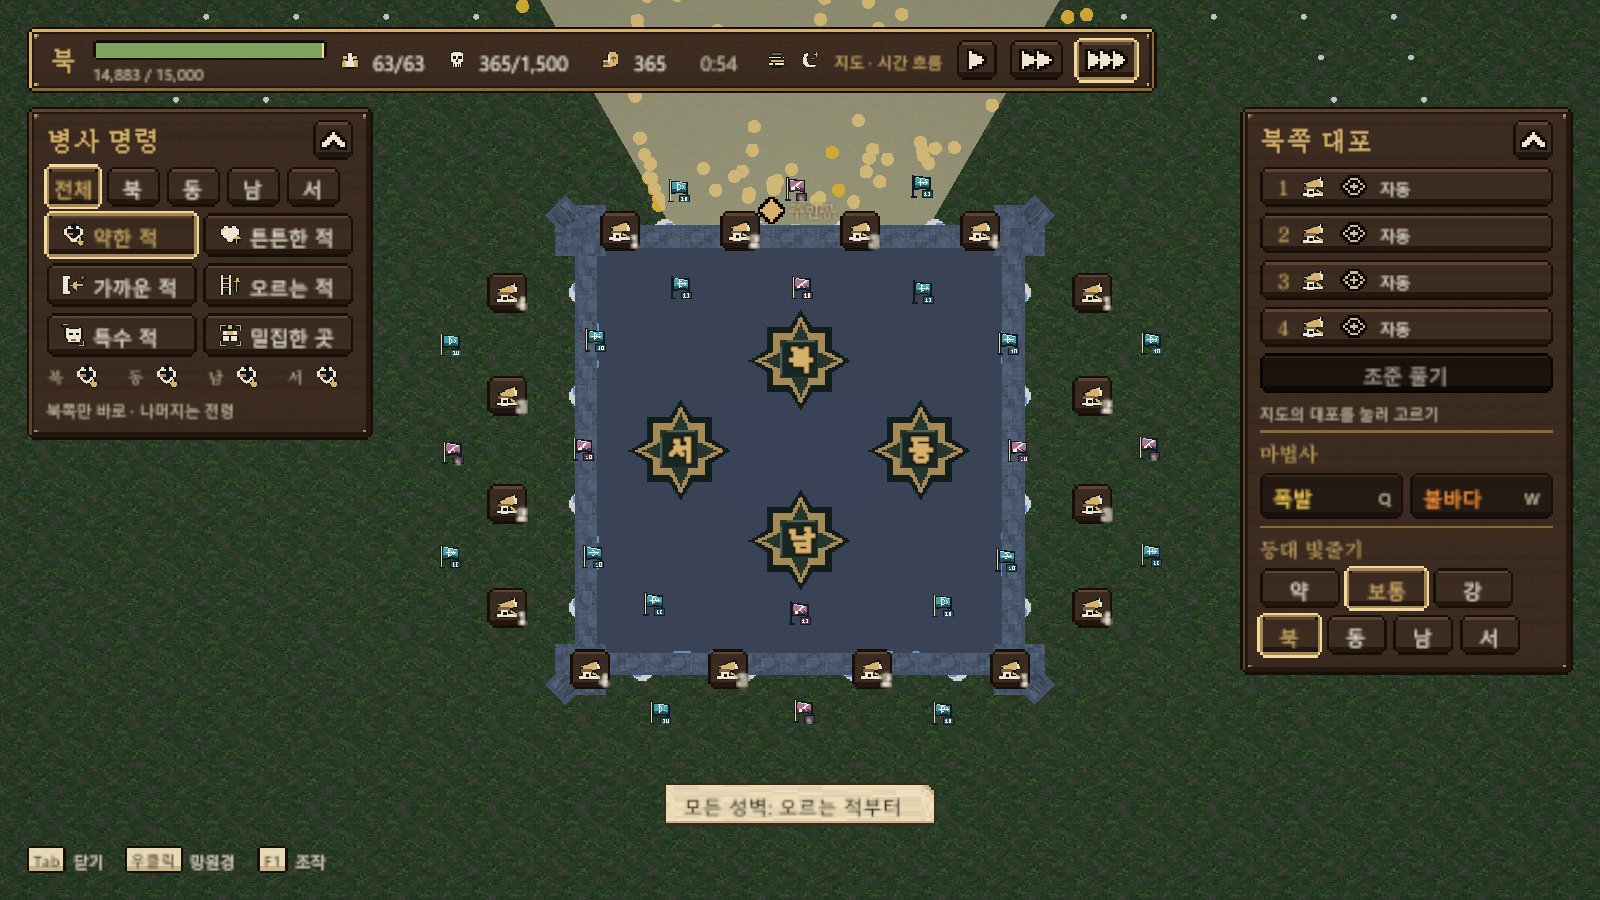 북
14,883 / 15,000
63/63
365/1,500
365
0:54
지도 · 시간 흐름
병사 명령
전체 북 동 남 서
약한 적 튼튼한 적
가까운 적 오르는 적
특수 적 밀집한 곳
북 동 남 서
북쪽만 바로 · 나머지는 전령
북쪽 대포
1 자동
2 자동
3 자동
4 자동
조준 풀기
지도의 대포를 눌러 고르기
마법사
폭발 Q 불바다 W
등대 빛줄기
약 보통 강
북 동 남 서
북
서 동
남
모든 성벽: 오르는 적부터
Tab 닫기 우클릭 망원경 F1 조작